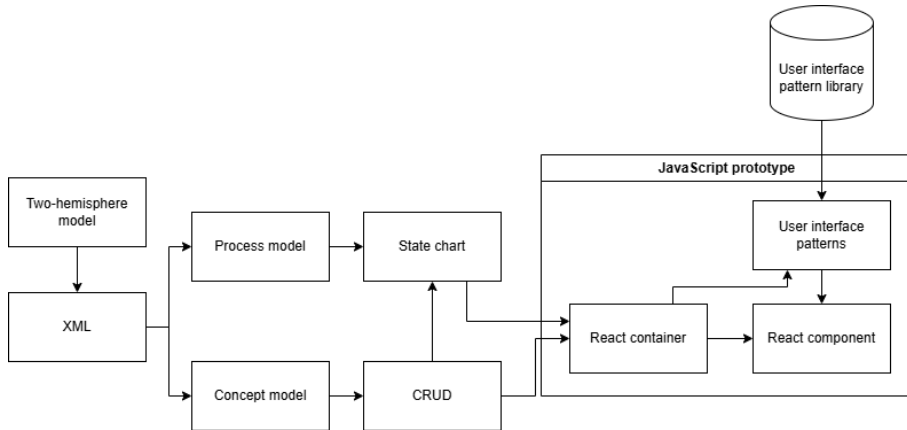 User interface
pattern library
JavaScript prototype
Two-hemisphere
model
Process model
State chart
User interface
patterns
XML
React container
React component
Concept model
CRUD